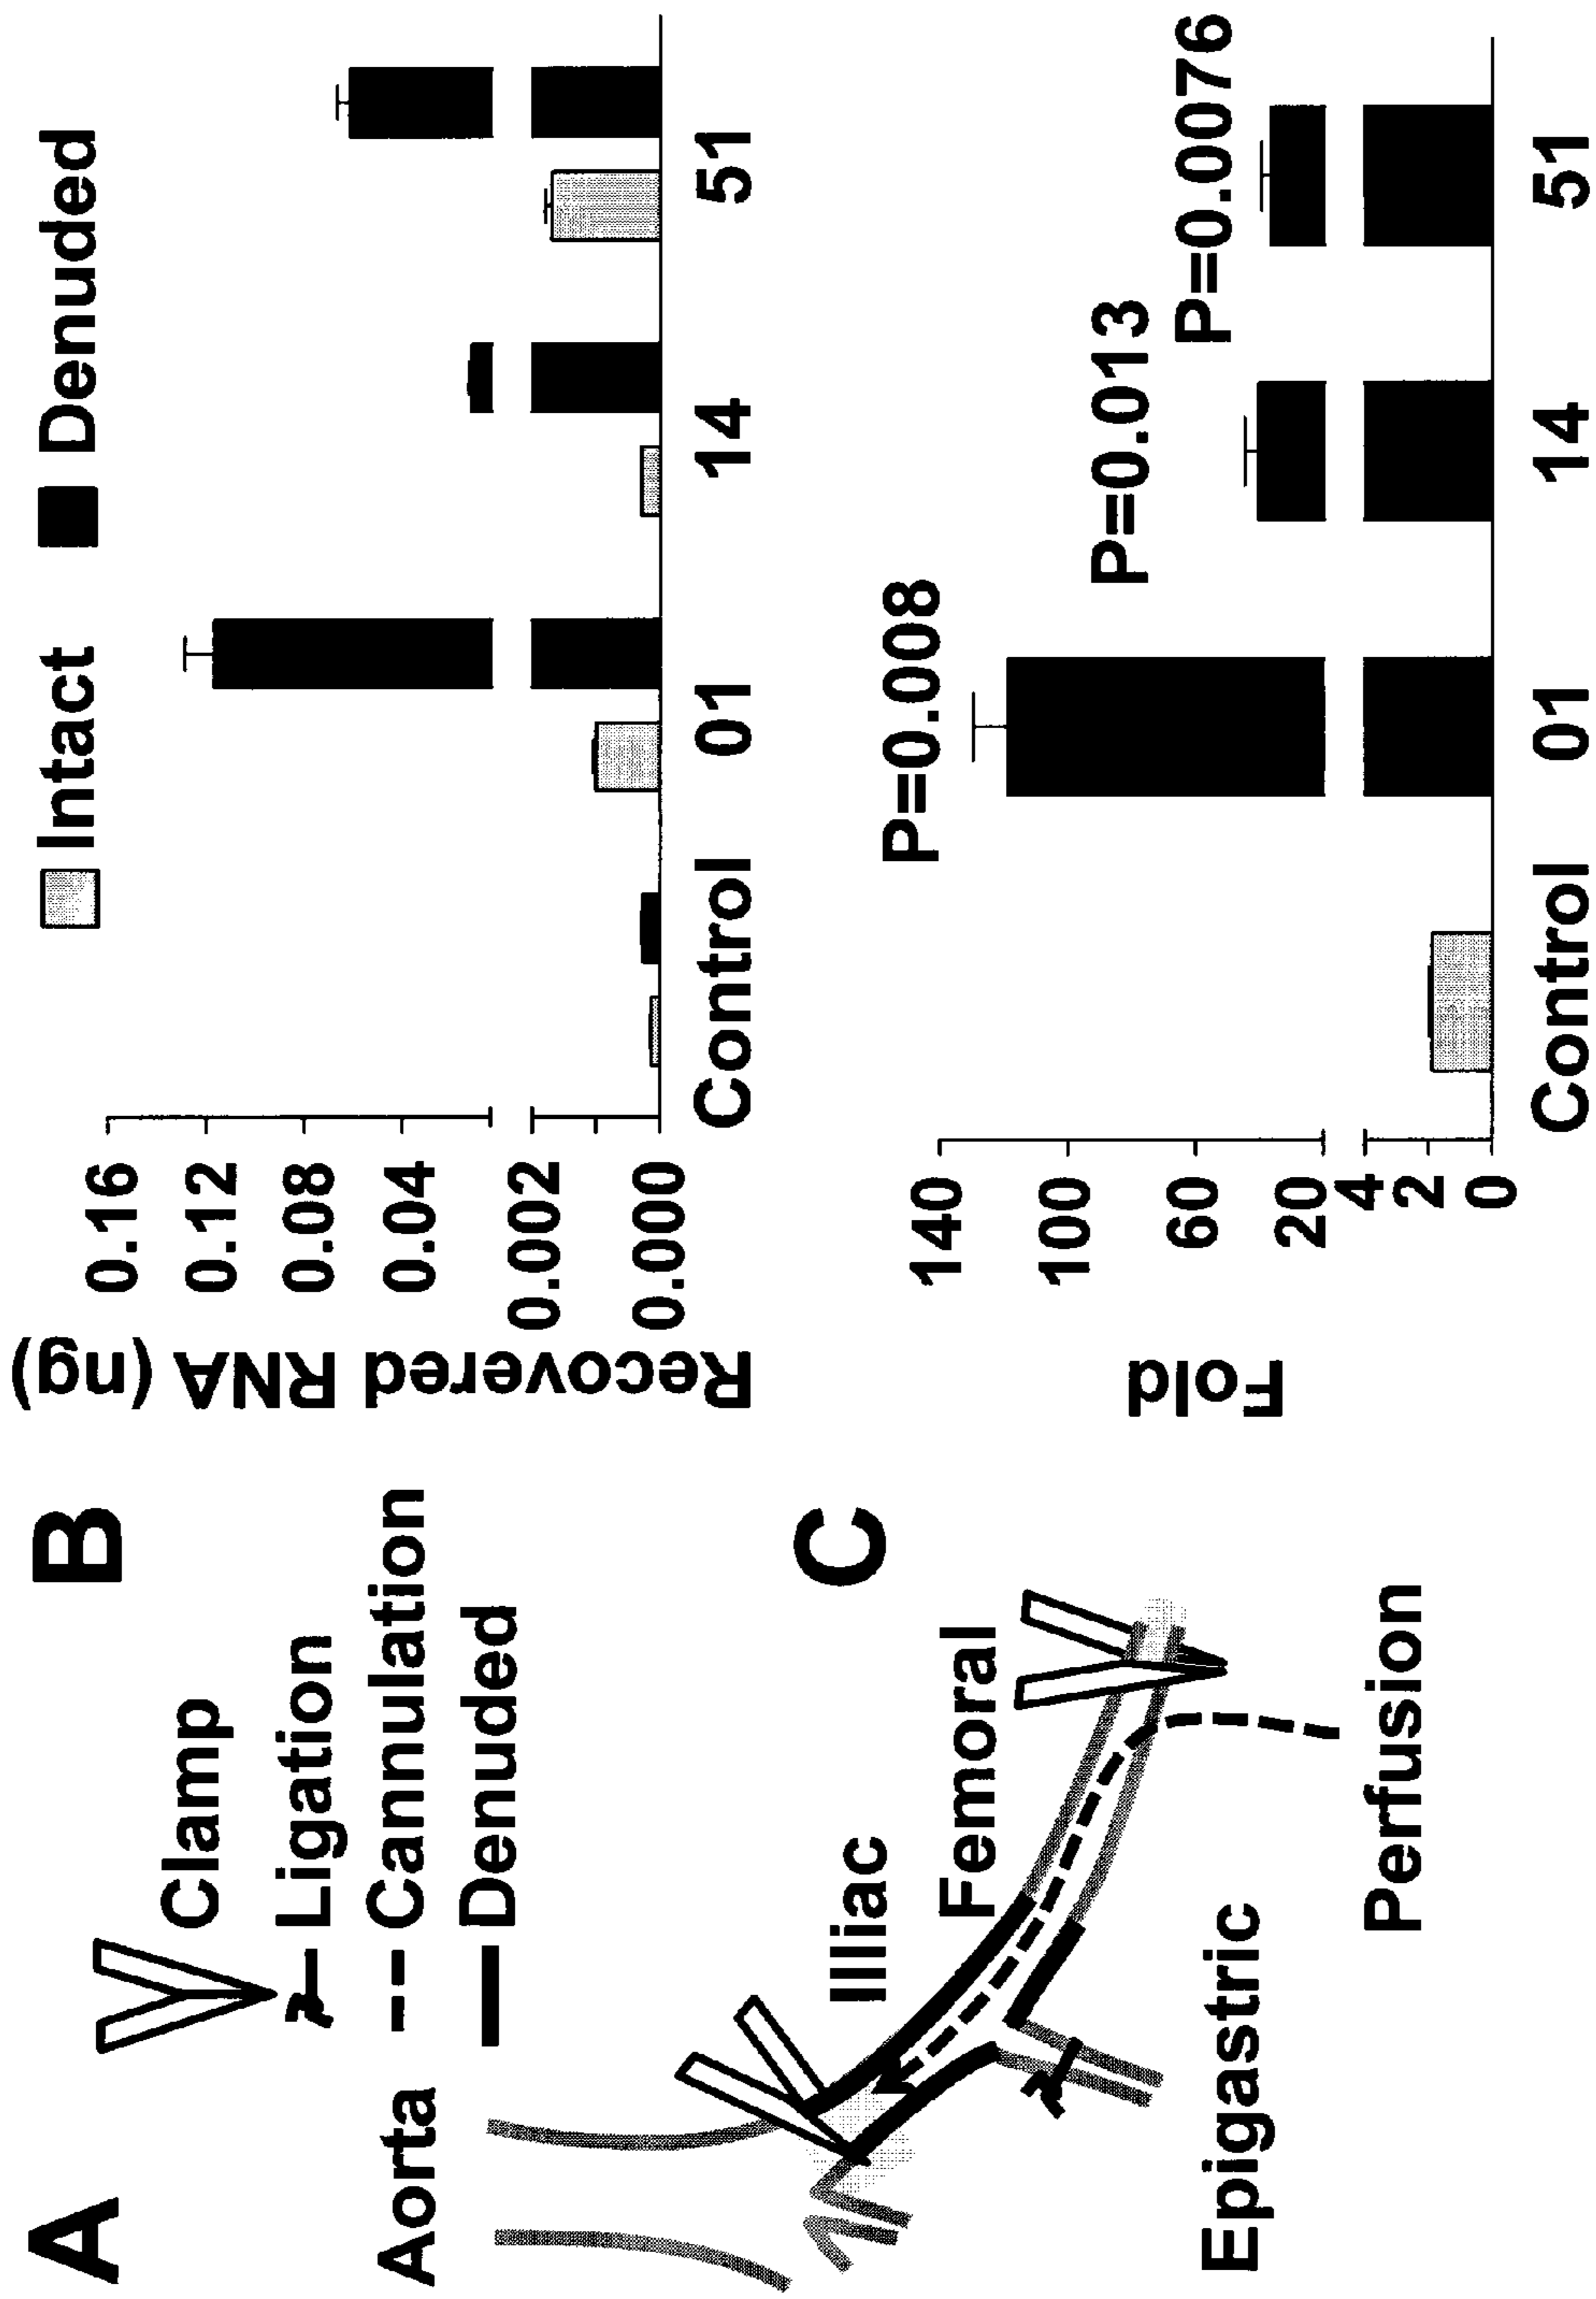 A
Clamp
Ligation
Aorta
Cannulation
Denuded
Illiac
Femoral
Epigastric
Perfusion
B
Intact
Denuded
Recovered RNA (ng)
0.16
0.12
0.08
0.04
0.002
0.000
Control 01 14 51
C
Fold
140
100
60
20
4
2
0
P=0.008
P=0.013
P=0.0076
Control 01 14 51